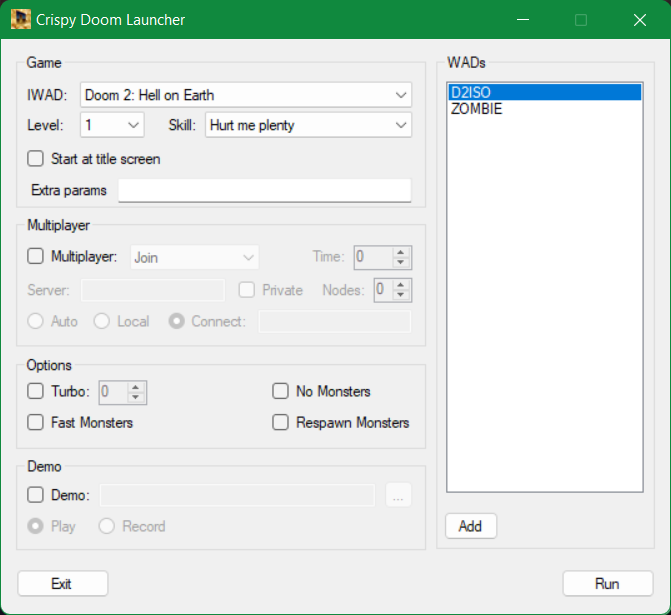 Crispy Doom Launcher
Game
IWAD: Doom 2: Hell on Earth
Level: 1 Skill: Hurt me plenty
Start at title screen
Extra params
Multiplayer
Multiplayer: Join Time: 0
Server: Private Nodes: 0
Auto Local Connect:
Options
Turbo: 0 No Monsters
Fast Monsters Respawn Monsters
Demo
Demo: ...
Play Record
WADs
D2ISO
ZOMBIE
Add
Exit Run